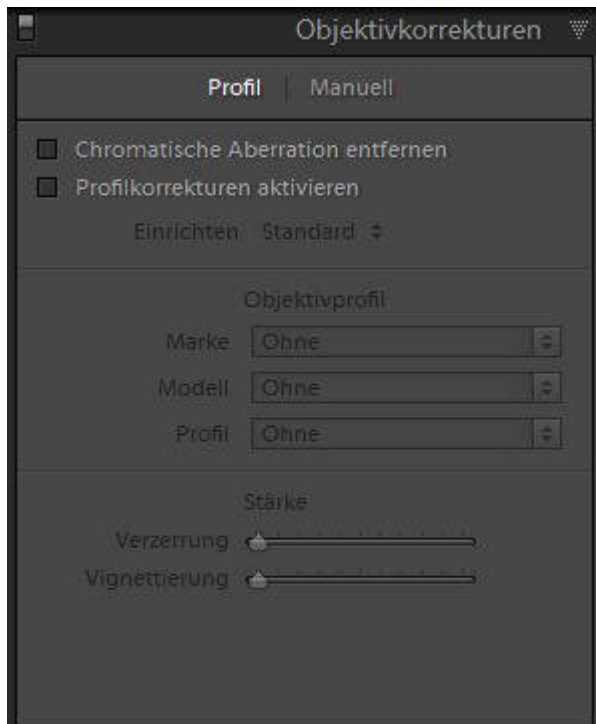 Objektivkorrekturen
Profil | Manuell
Chromatische Aberration entfernen
Profilkorrekturen aktivieren
Einrichten Standard
Objektivprofil
Marke Ohne
Modell Ohne
Profil Ohne
Stärke
Verzerrung
Vignettierung